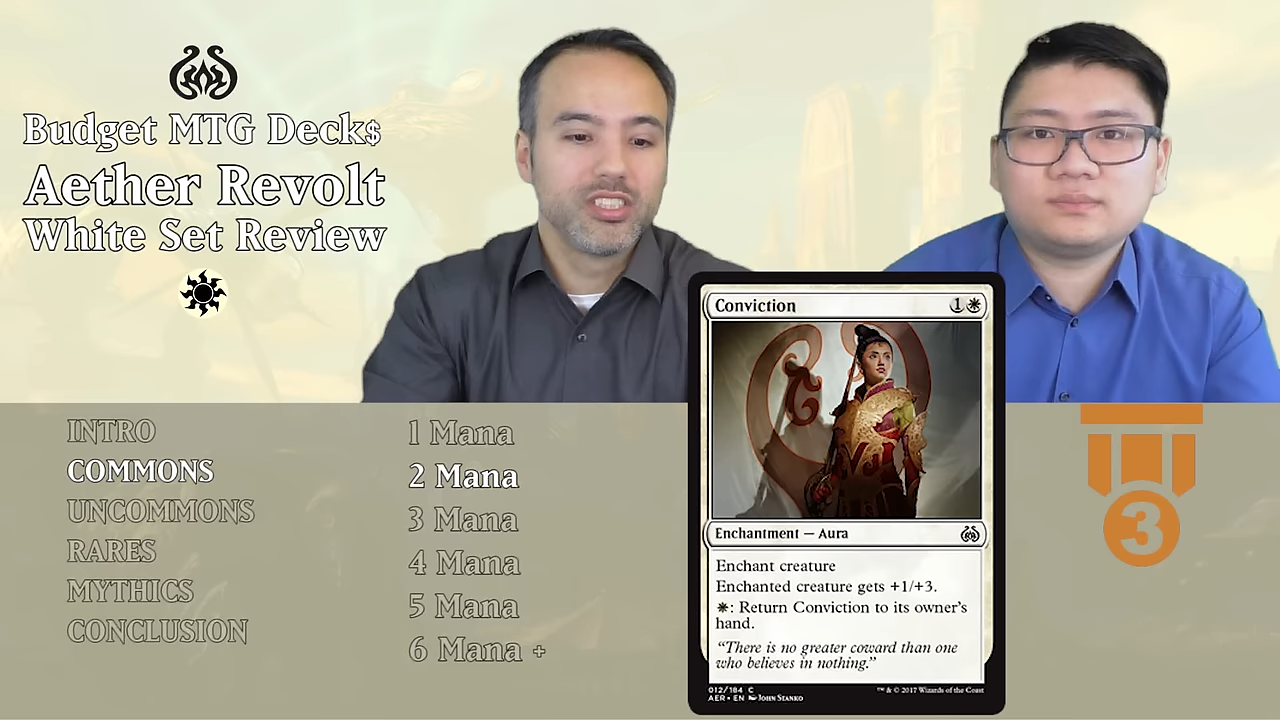 Budget MTG Deck$
Aether Revolt
White Set Review
INTRO
COMMONS
UNCOMMONS
RARES
MYTHICS
CONCLUSION
1 Mana
2 Mana
3 Mana
4 Mana
5 Mana
6 Mana +
Conviction 1
Enchantment — Aura
Enchant creature
Enchanted creature gets +1/+3.
: Return Conviction to its owner's
hand.
"There is no greater coward than one
who believes in nothing."
012/184 C
AER • EN John Stanko
™ & © 2017 Wizards of the Coast
3